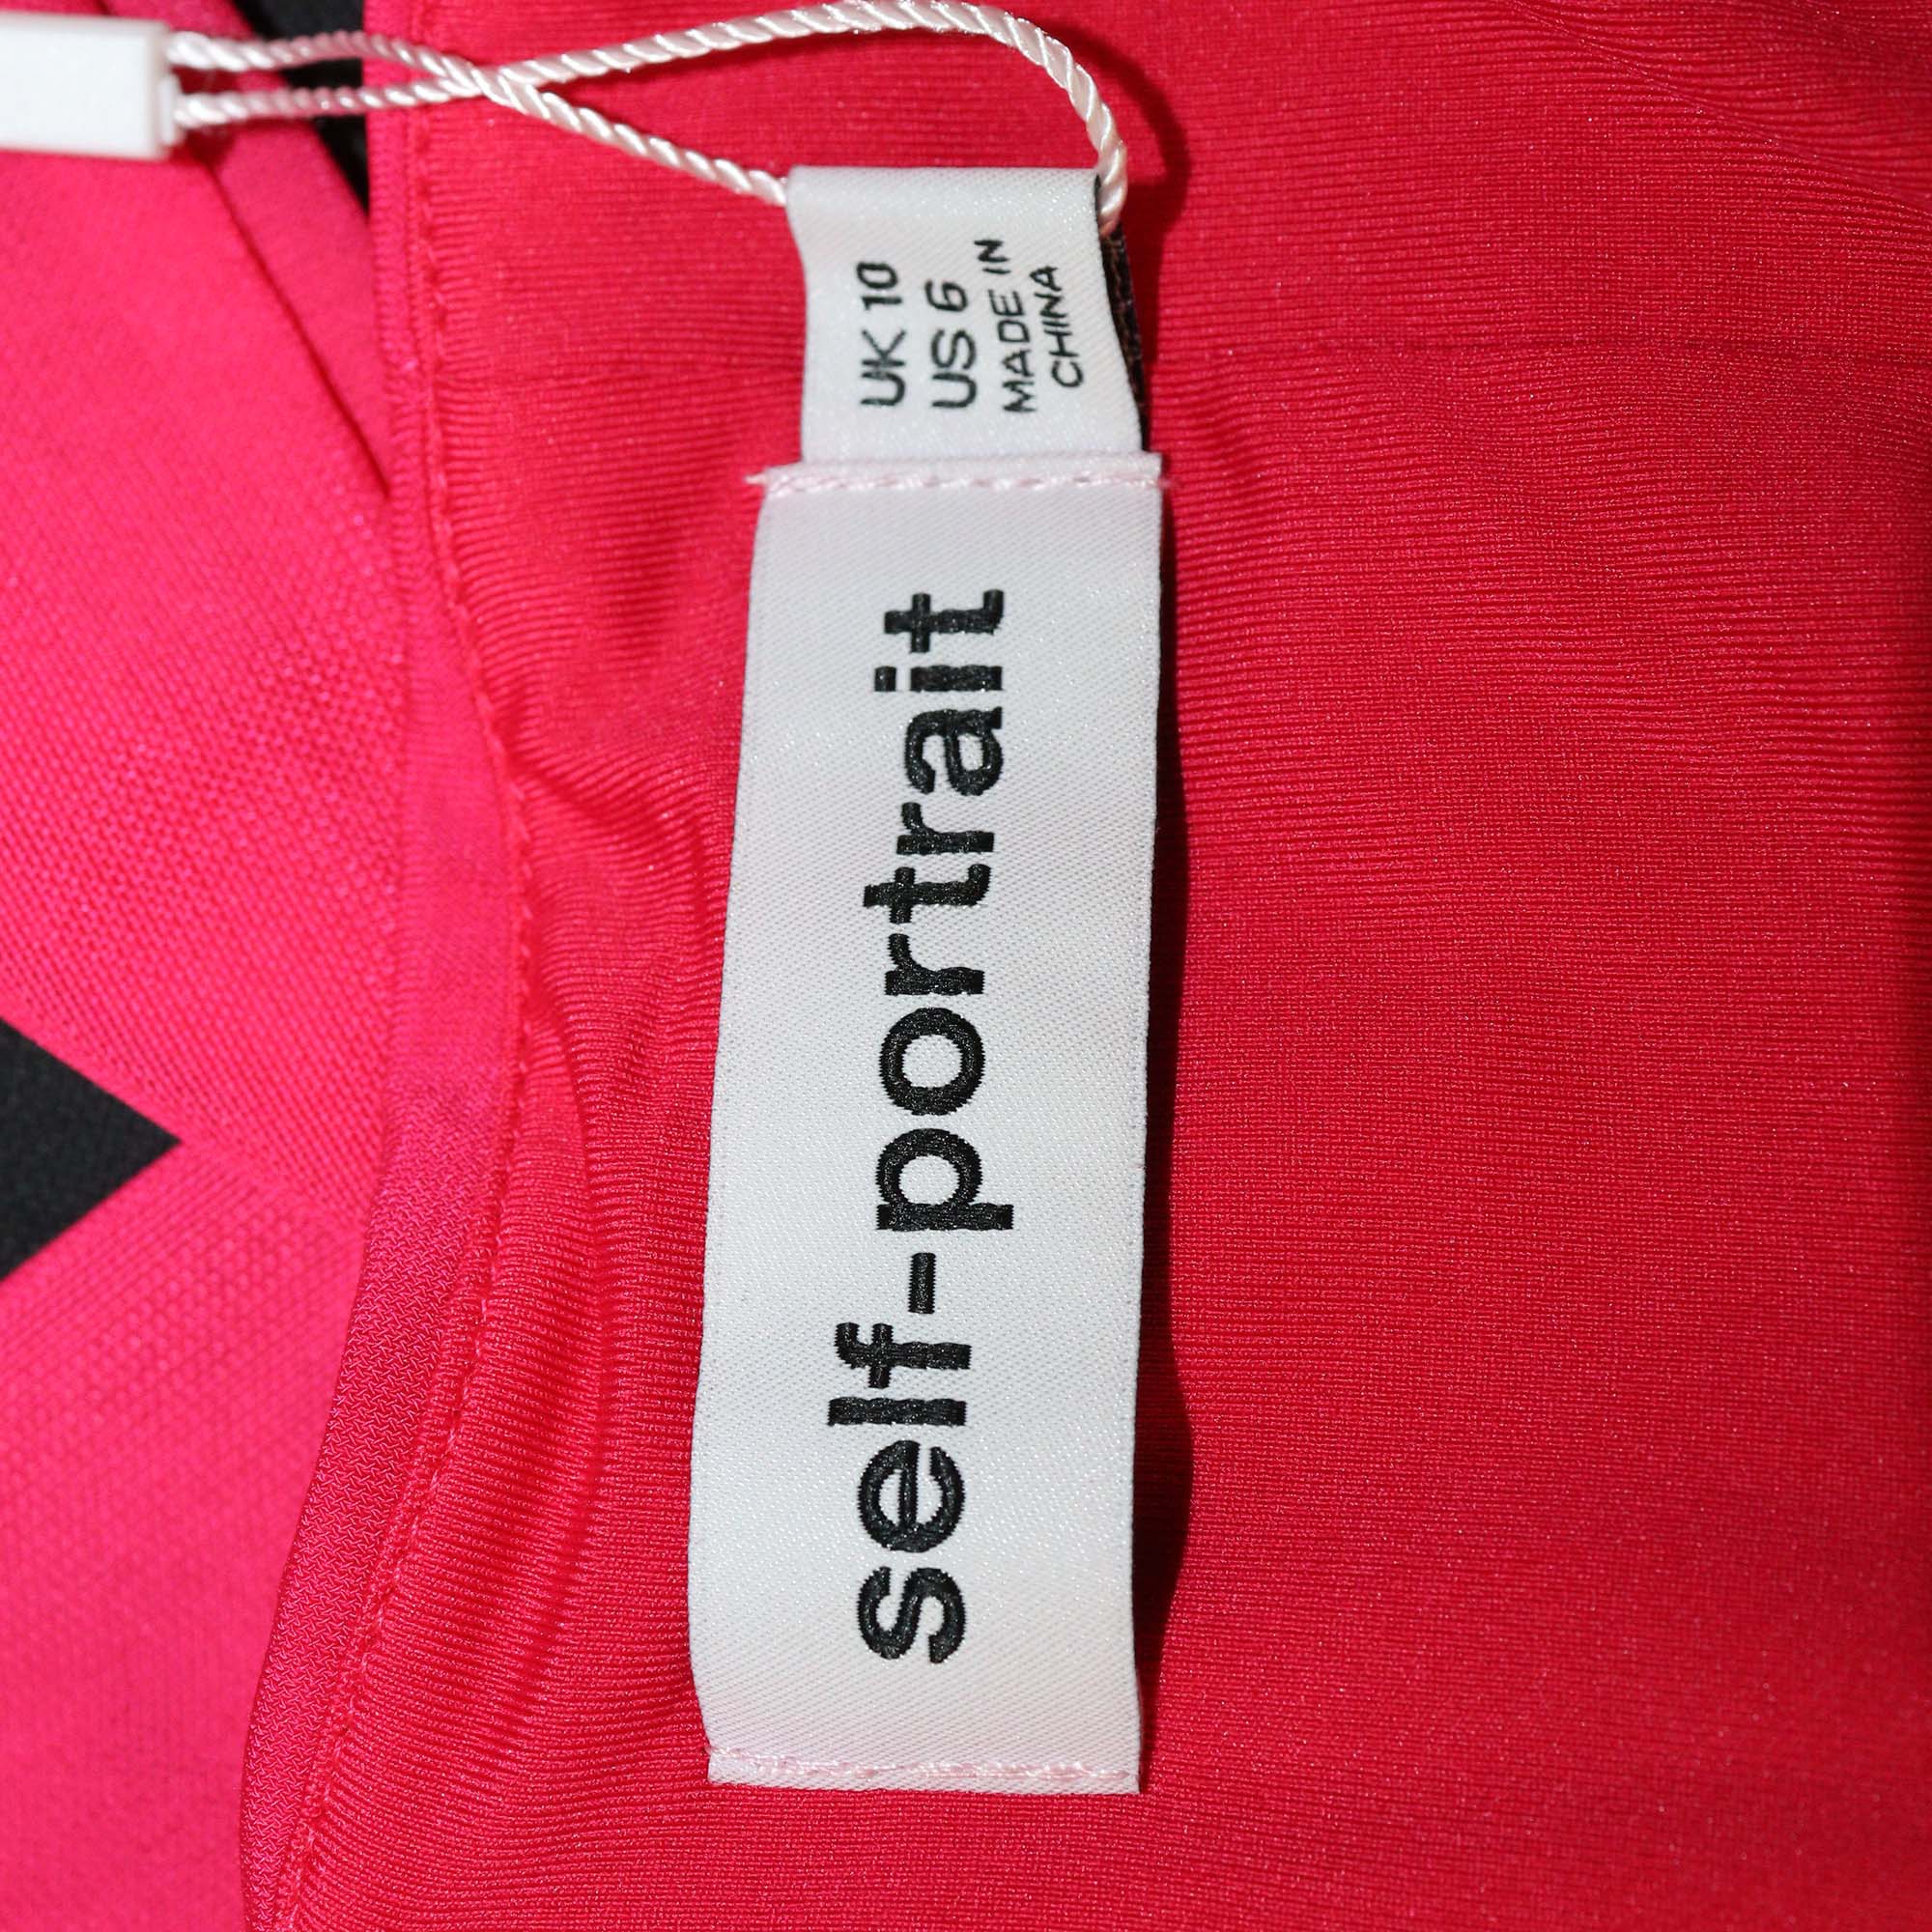 UK 10
US 6
MADE IN
CHINA
self-portrait